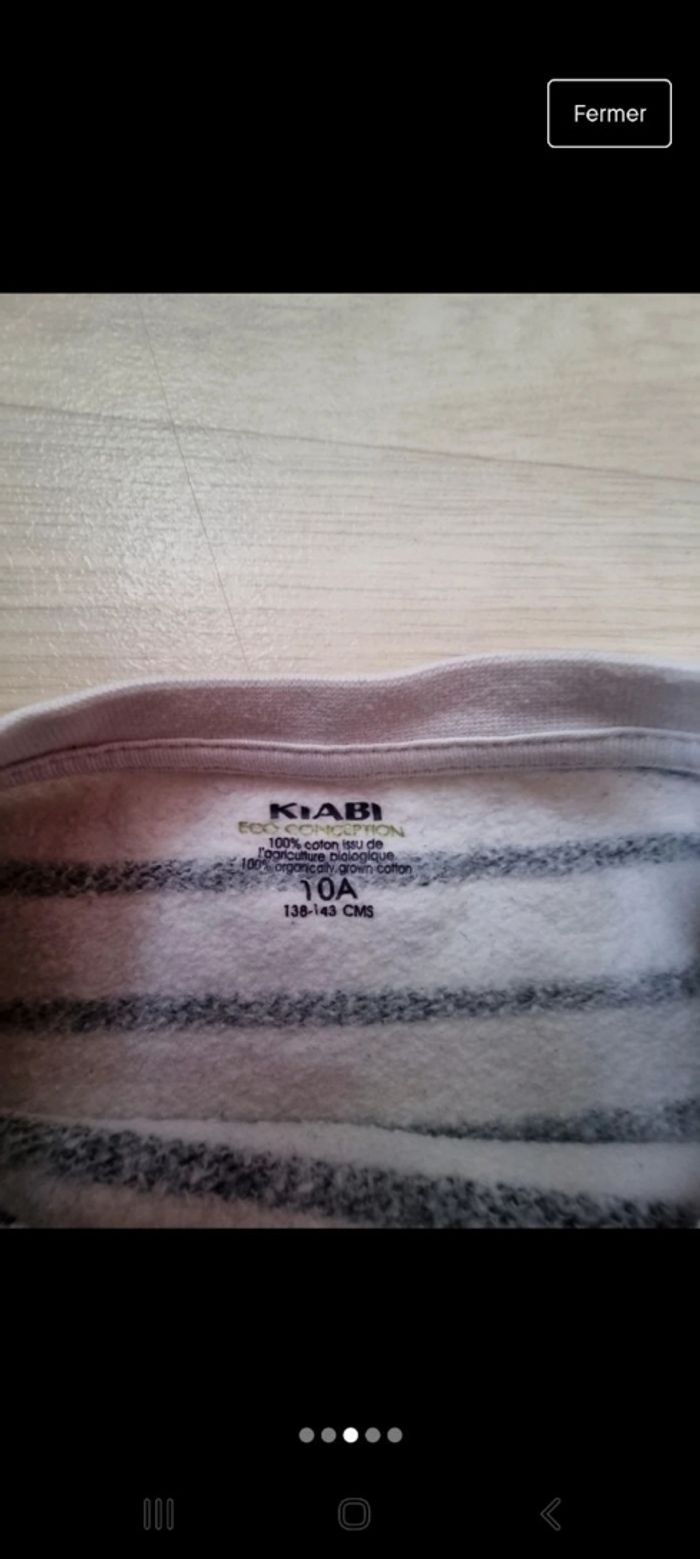 Fermer
KIABI
ECO CONCEPTION
100% coton issu de
l'agriculture biologique
100% organically grown cotton
10A
138-143 CMS